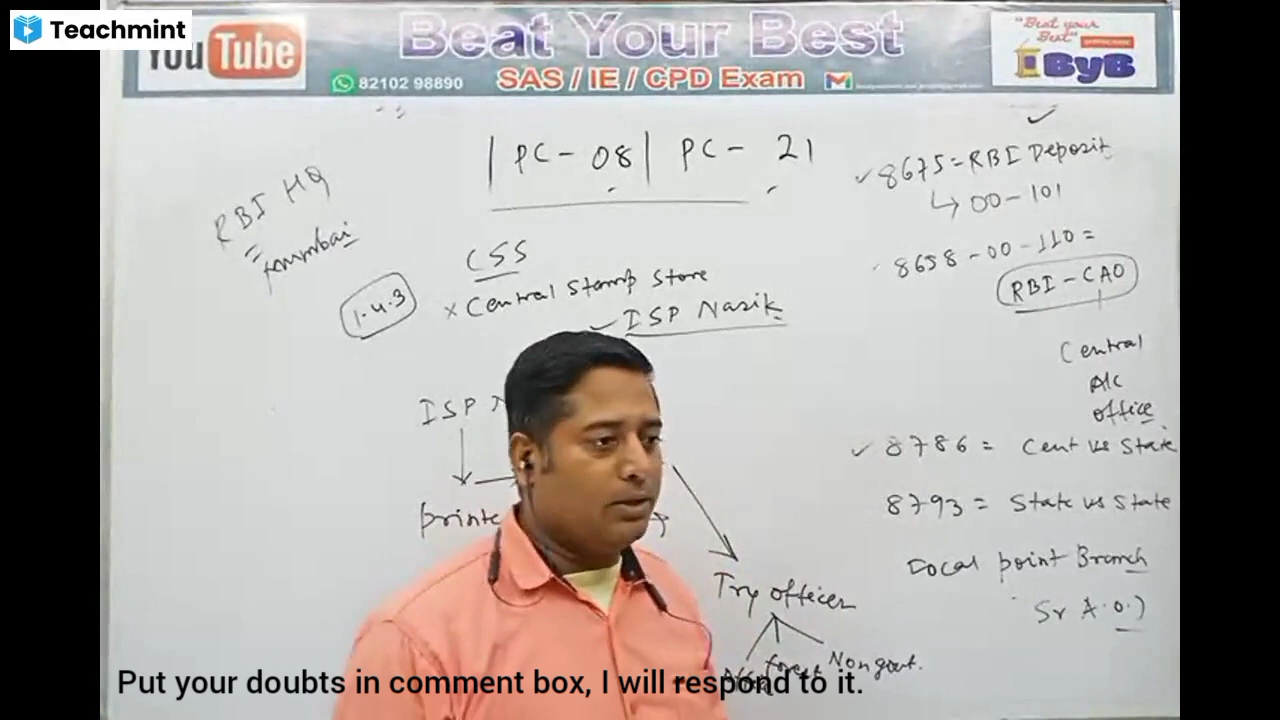 Teachmint
YouTube
Beat Your Best
SAS / IE / CPD Exam
82102 98890
"Beat your Best"
ByB
PC - 08 | PC - 21
RBI HQ
Mumbai
CSS
1.4.3
x Central Stamp Store
ISP Nasik
8675 = RBI Deposit
00-101
8658-00-110 =
RBI-CAO
Central
A/c
office
ISP
8786 = Cent vs State
8793 = State vs State
printe
Focal point Branch
Sr A.O.)
Try officer
Non govt.
Put your doubts in comment box, I will respond to it.